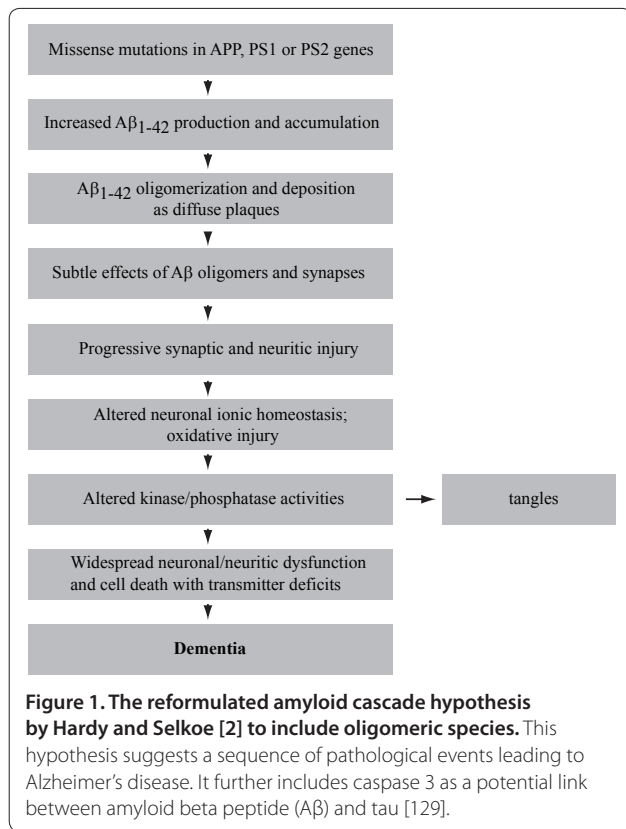 Missense mutations in APP, PS1 or PS2 genes
Increased Aβ1-42 production and accumulation
Aβ1-42 oligomerization and deposition
as diffuse plaques
Subtle effects of Aβ oligomers and synapses
Progressive synaptic and neuritic injury
Altered neuronal ionic homeostasis;
oxidative injury
Altered kinase/phosphatase activities
tangles
Widespread neuronal/neuritic dysfunction
and cell death with transmitter deficits
Dementia
Figure 1. The reformulated amyloid cascade hypothesis
by Hardy and Selkoe [2] to include oligomeric species. This
hypothesis suggests a sequence of pathological events leading to
Alzheimer's disease. It further includes caspase 3 as a potential link
between amyloid beta peptide (Aβ) and tau [129].